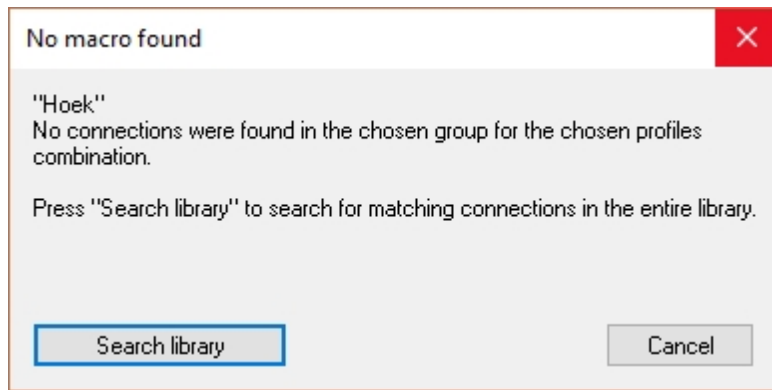 No macro found
"Hoek"
No connections were found in the chosen group for the chosen profiles
combination.
Press "Search library" to search for matching connections in the entire library.
Search library
Cancel